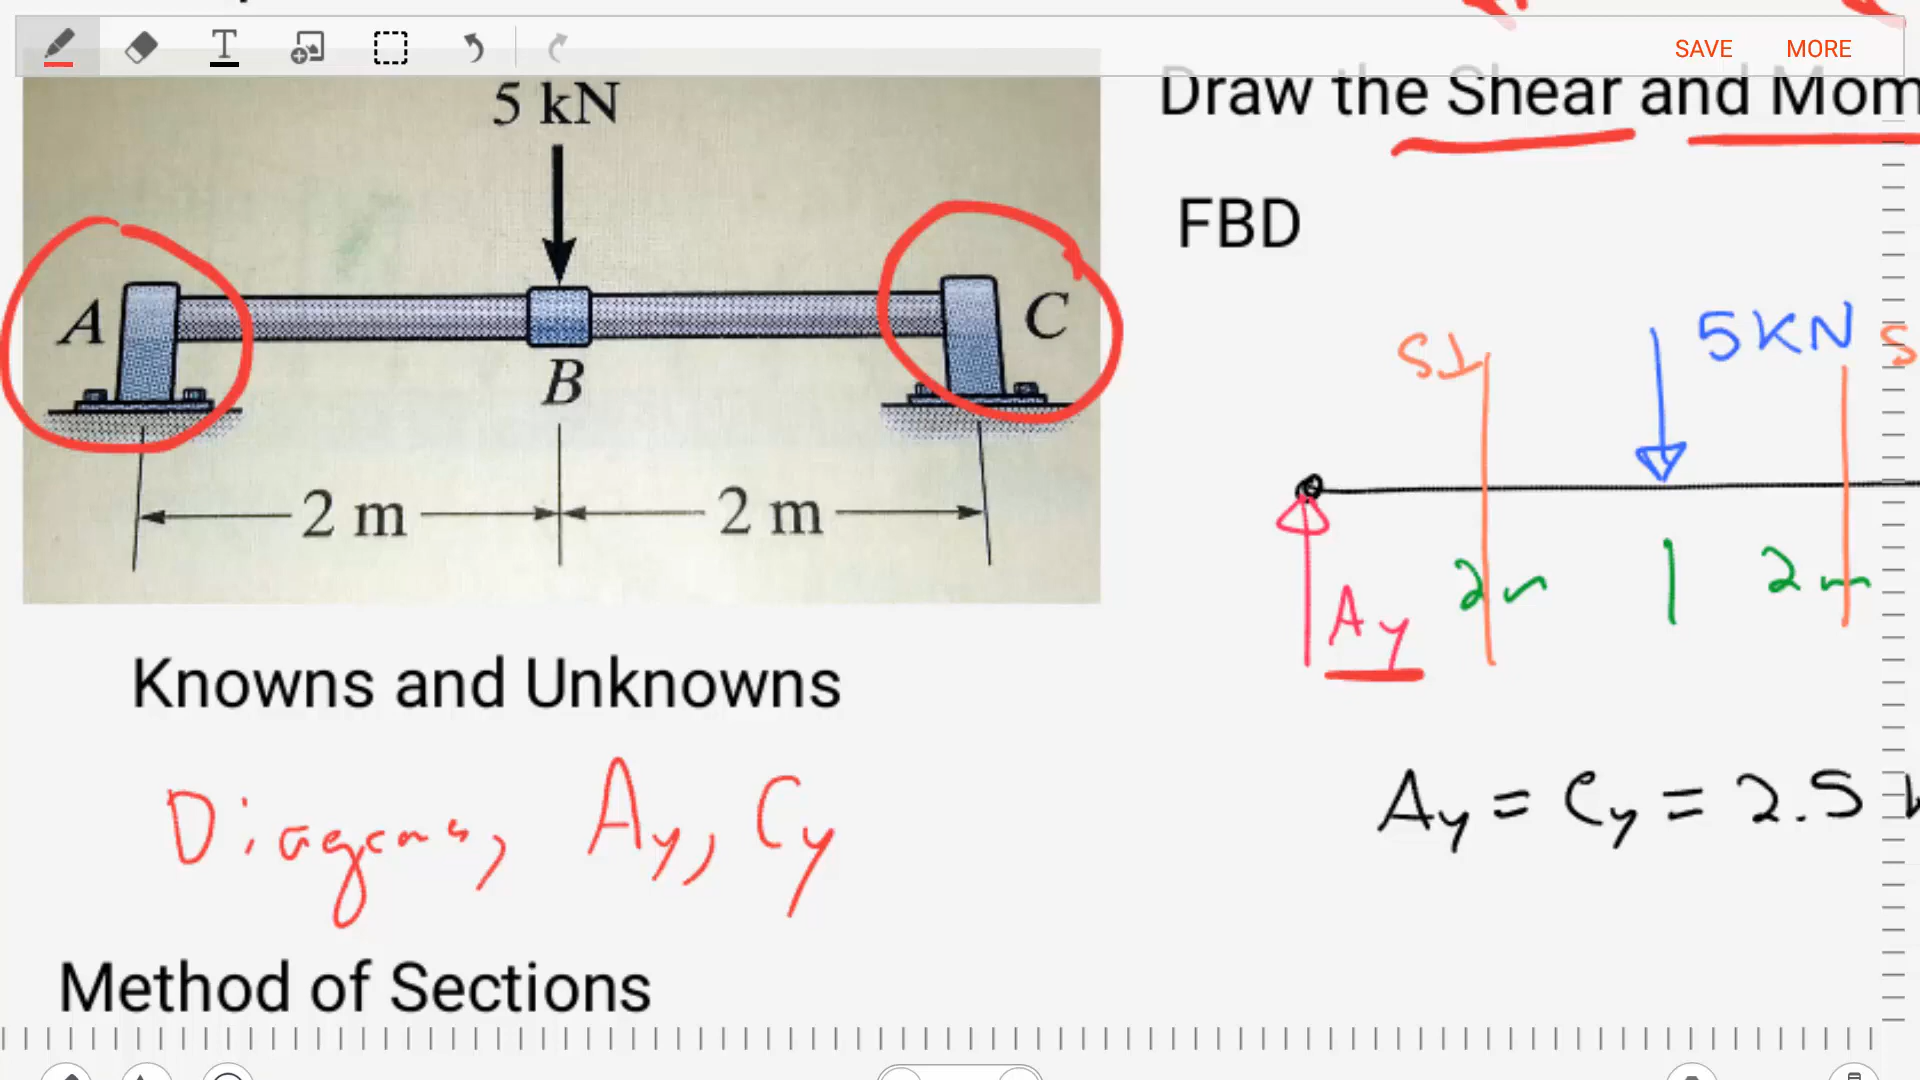 SAVE MORE
5 kN
A
B
C
2 m
2 m
Draw the Shear and Mom
FBD
5KN
S1
S
Ay
2m
2m
Ay = Cy = 2.5 k
Knowns and Unknowns
Diagrams, Ay, Cy
Method of Sections